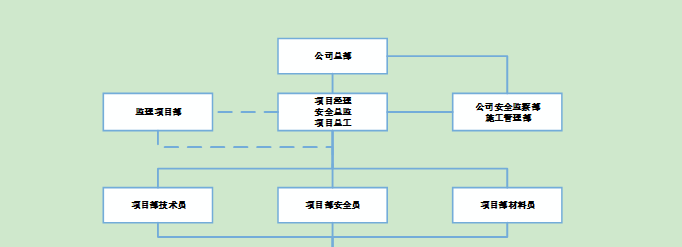 公司总部
监理项目部
项目经理
安全总监
项目总工
公司安全监察部
施工管理部
项目部技术员
项目部安全员
项目部材料员